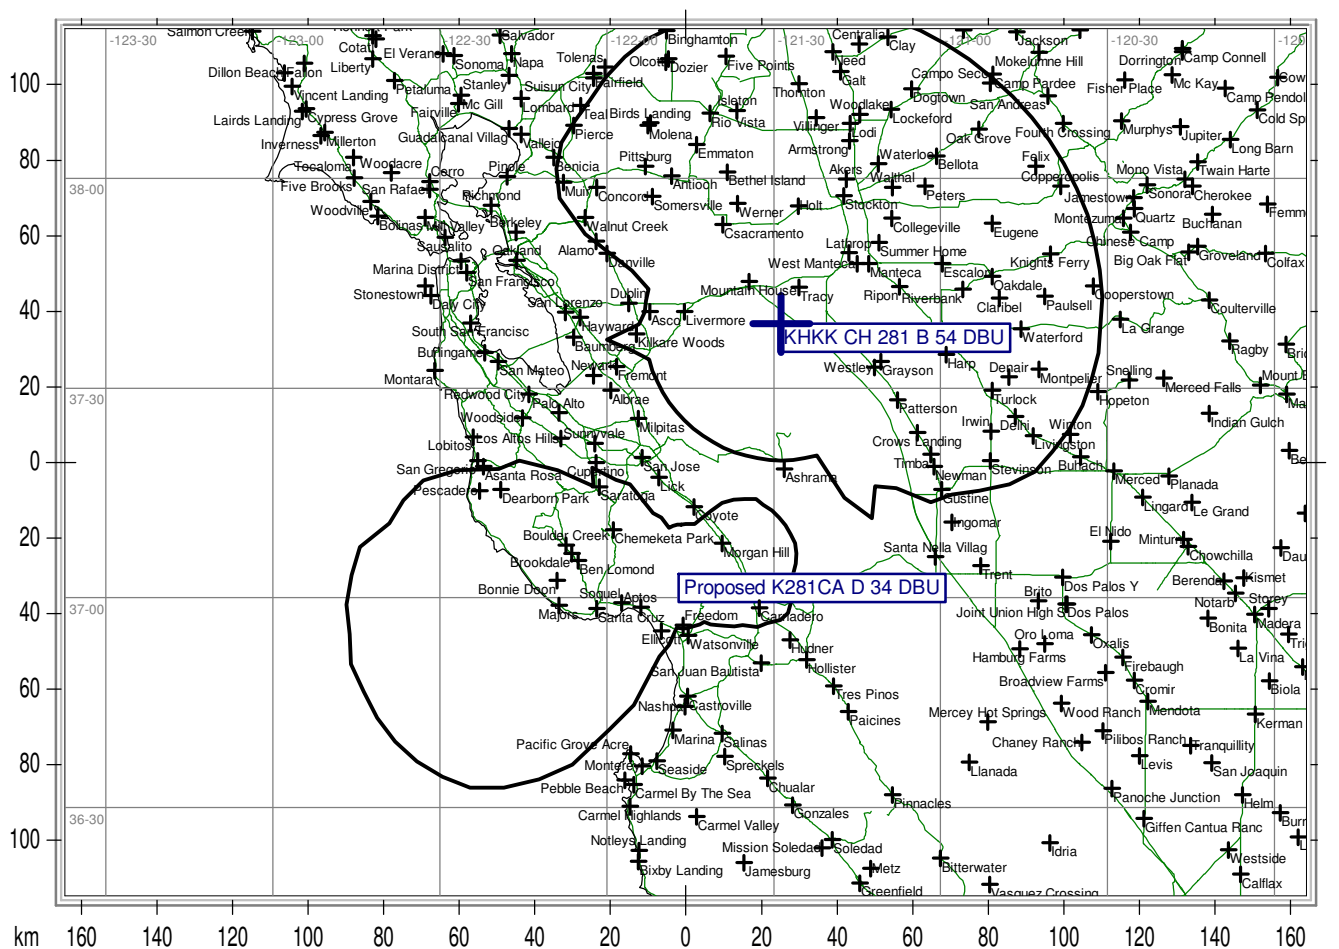 Salmon Creek
Cotat
Liberty
El Verano
Sonoma
Salvador
Napa
Tolenas
Fairfield
Binghamton
Olcott
Dozier
Five Points
Centralia
Clay
Need
Galt
Jackson
Mokelumne Hill
Campo Seco
Camp Pardee
Dorrington
Camp Connell
-123-30
-123-00
-122-30
-122-00
-121-30
-121-00
-120-30
100
Dillon Beach
Fallon
Vincent Landing
Petaluma
Stanley
Suisun City
Thornton
Dogtown
San Andreas
Fisher Place
Mc Kay
Camp Pendol
Cold Sp
Lairds Landing
Cypress Grove
Fairville
Mc Gill
Lombard
Teal
Birds Landing
Isleton
Rio Vista
Molena
Villinger
Woodlake
Lodi
Lockeford
Oak Grove
Fourth Crossing
Murphys
Jupiter
Long Barn
Inverness
Millerton
Guadalcanal Villag
Vallejo
Pierce
Emmaton
Armstrong
80
Tocaloma
Woodacre
Cerro
Pinole
Benicia
Pittsburg
Antioch
Bethel Island
Akers
Waterloo
Bellota
Felix
Copperopolis
Mono Vista
Twain Harte
38-00
Five Brooks
San Rafael
Richmond
Muir
Concord
Somersville
Werner
Holt
Stockton
Walthal
Peters
Jamestown
Sonora
Cherokee
Woodville
Bolinas
Mill Valley
Berkeley
Walnut Creek
Csacramento
Collegeville
Eugene
Montezuma
Quartz
Buchanan
Femm
60
Sausalito
Oakland
Alamo
Danville
Lathrop
Summer Home
Chinese Camp
Big Oak Flat
Groveland
Colfax
Marina District
San Francisco
West Manteca
Manteca
Escalon
Knights Ferry
Stonestown
Daly City
San Lorenzo
Dublin
Mountain House
Tracy
Ripon
Riverbank
Oakdale
Claribel
Paulsell
Cooperstown
Coulterville
40
South San Francisc
Hayward
Asco
Livermore
KHKK CH 281 B 54 DBU
Waterford
La Grange
Burlingame
Baumberg
Kilkare Woods
Ragby
San Mateo
Newark
Fremont
Westley
Grayson
Harp
Denair
Montpelier
Snelling
Merced Falls
Montara
20
37-30
Redwood City
Palo Alto
Albrae
Patterson
Turlock
Hopeton
Woodside
Milpitas
Irwin
Delhi
Winton
Indian Gulch
Lobitos
Los Altos Hills
Sunnyvale
Crows Landing
Livingston
0
San Gregorio
Asanta Rosa
Cupertino
San Jose
Ashrama
Timba
Newman
Stevinson
Buhach
Merced
Planada
Pescadero
Dearborn Park
Saratoga
Lick
Gustine
Lingard
Le Grand
Coyote
Ingomar
20
Boulder Creek
Chemeketa Park
Morgan Hill
Santa Nella Villag
El Nido
Minturn
Chowchilla
Brookdale
Ben Lomond
Trent
Dos Palos Y
Berenda
Kismet
Bonnie Doon
Proposed K281CA D 34 DBU
37-00
Soquel
Aptos
Brito
Notarb
Storey
40
Majors
Santa Cruz
Freedom
Carnadero
Joint Union High S
Dos Palos
Bonita
Madera
Ellicott
Watsonville
Hudner
Oro Loma
Oxalis
San Juan Bautista
Hollister
Hamburg Farms
Firebaugh
La Vina
60
Tres Pinos
Broadview Farms
Cromir
Biola
Nashua
Castroville
Paicines
Mercey Hot Springs
Wood Ranch
Mendota
Kerman
Marina
Salinas
Chaney Ranch
Pilibos Ranch
Tranquillity
Pacific Grove Acre
Monterey
Seaside
Spreckels
Llanada
Levis
San Joaquin
80
Pebble Beach
Carmel By The Sea
Chualar
Pinnacles
Panoche Junction
Helm
36-30
Carmel Highlands
Carmel Valley
Gonzales
Giffen Cantua Ranc
100
Notleys Landing
Mission Soledad
Soledad
Idria
Westside
Bixby Landing
Jamesburg
Metz
Bitterwater
Calflax
Greenfield
Vasquez Crossing
km
160
140
120
100
80
60
40
20
0
20
40
60
80
100
120
140
160